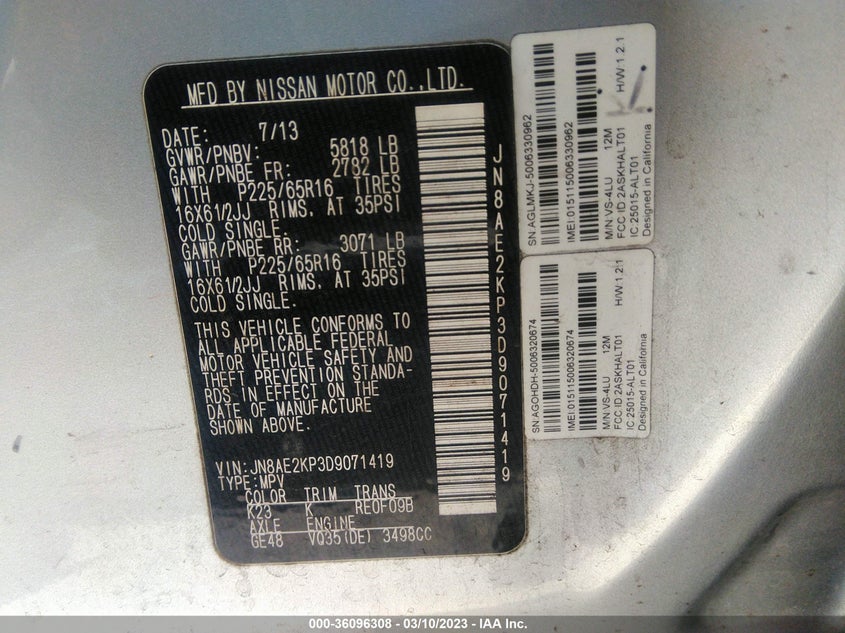 MFD BY NISSAN MOTOR CO.,LTD.
DATE: 7/13
GVWR/PNBV: 5818 LB
GAWR/PNBE FR: 2782 LB
WITH P225/65R16 TIRES
16X61/2JJ RIMS, AT 35PSI
COLD SINGLE.
GAWR/PNBE RR: 3071 LB
WITH P225/65R16 TIRES
16X61/2JJ RIMS, AT 35PSI
COLD SINGLE.
THIS VEHICLE CONFORMS TO
ALL APPLICABLE FEDERAL
MOTOR VEHICLE SAFETY AND
THEFT PREVENTION STANDA-
RDS IN EFFECT ON THE
DATE OF MANUFACTURE
SHOWN ABOVE.
VIN: JN8AE2KP3D9071419
TYPE: MPV
COLOR TRIM TRANS
K23 K RE0F09B
AXLE ENGINE
GE48 VQ35(DE) 3498CC
JN8AE2KP3D9071419
SN:AGLMKJ-5006330962
IMEI:015115006330962
M/N:VS-4LU 12M
FCC ID:2ASKHALT01
IC:25015-ALT01 H/W:1.2.1
Designed in California
SN:AGOHDH-5006320674
IMEI:015115006320674
M/N:VS-4LU 12M
FCC ID:2ASKHALT01 H/W:1.2.1
IC:25015-ALT01
Designed in California
000-36096308 - 03/10/2023 - IAA Inc.